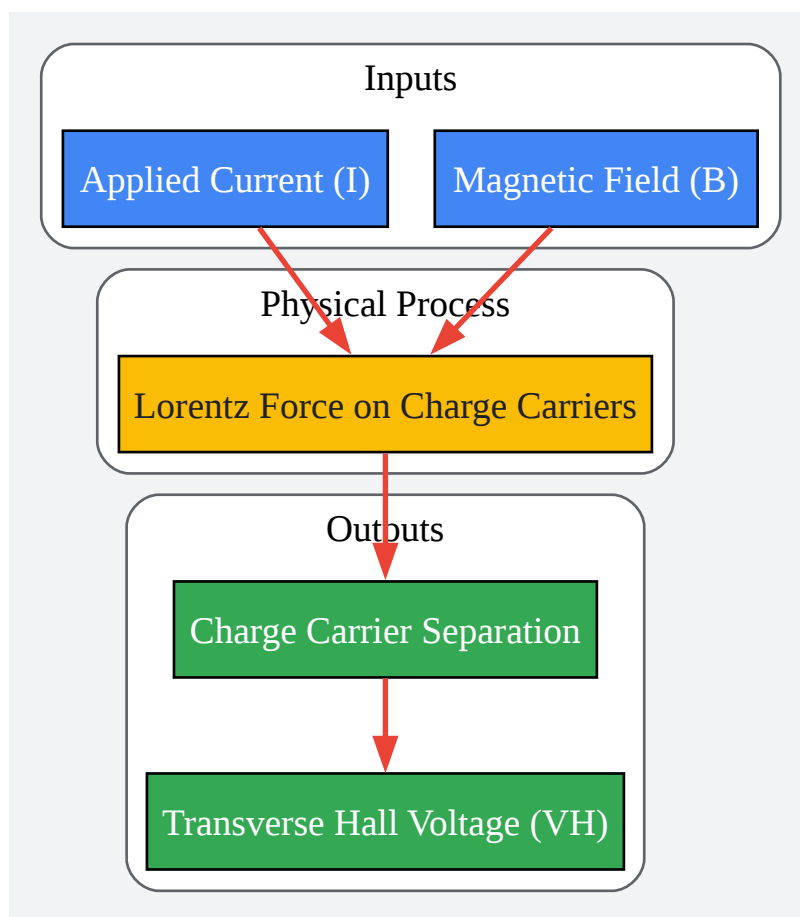 Inputs
Applied Current (I)
Magnetic Field (B)
Physical Process
Lorentz Force on Charge Carriers
Outputs
Charge Carrier Separation
Transverse Hall Voltage (VH)